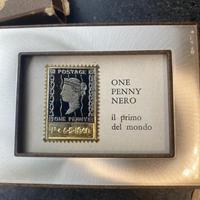 POSTAGE
ONE PENNY
ONE
PENNY
NERO
il primo
del mondo